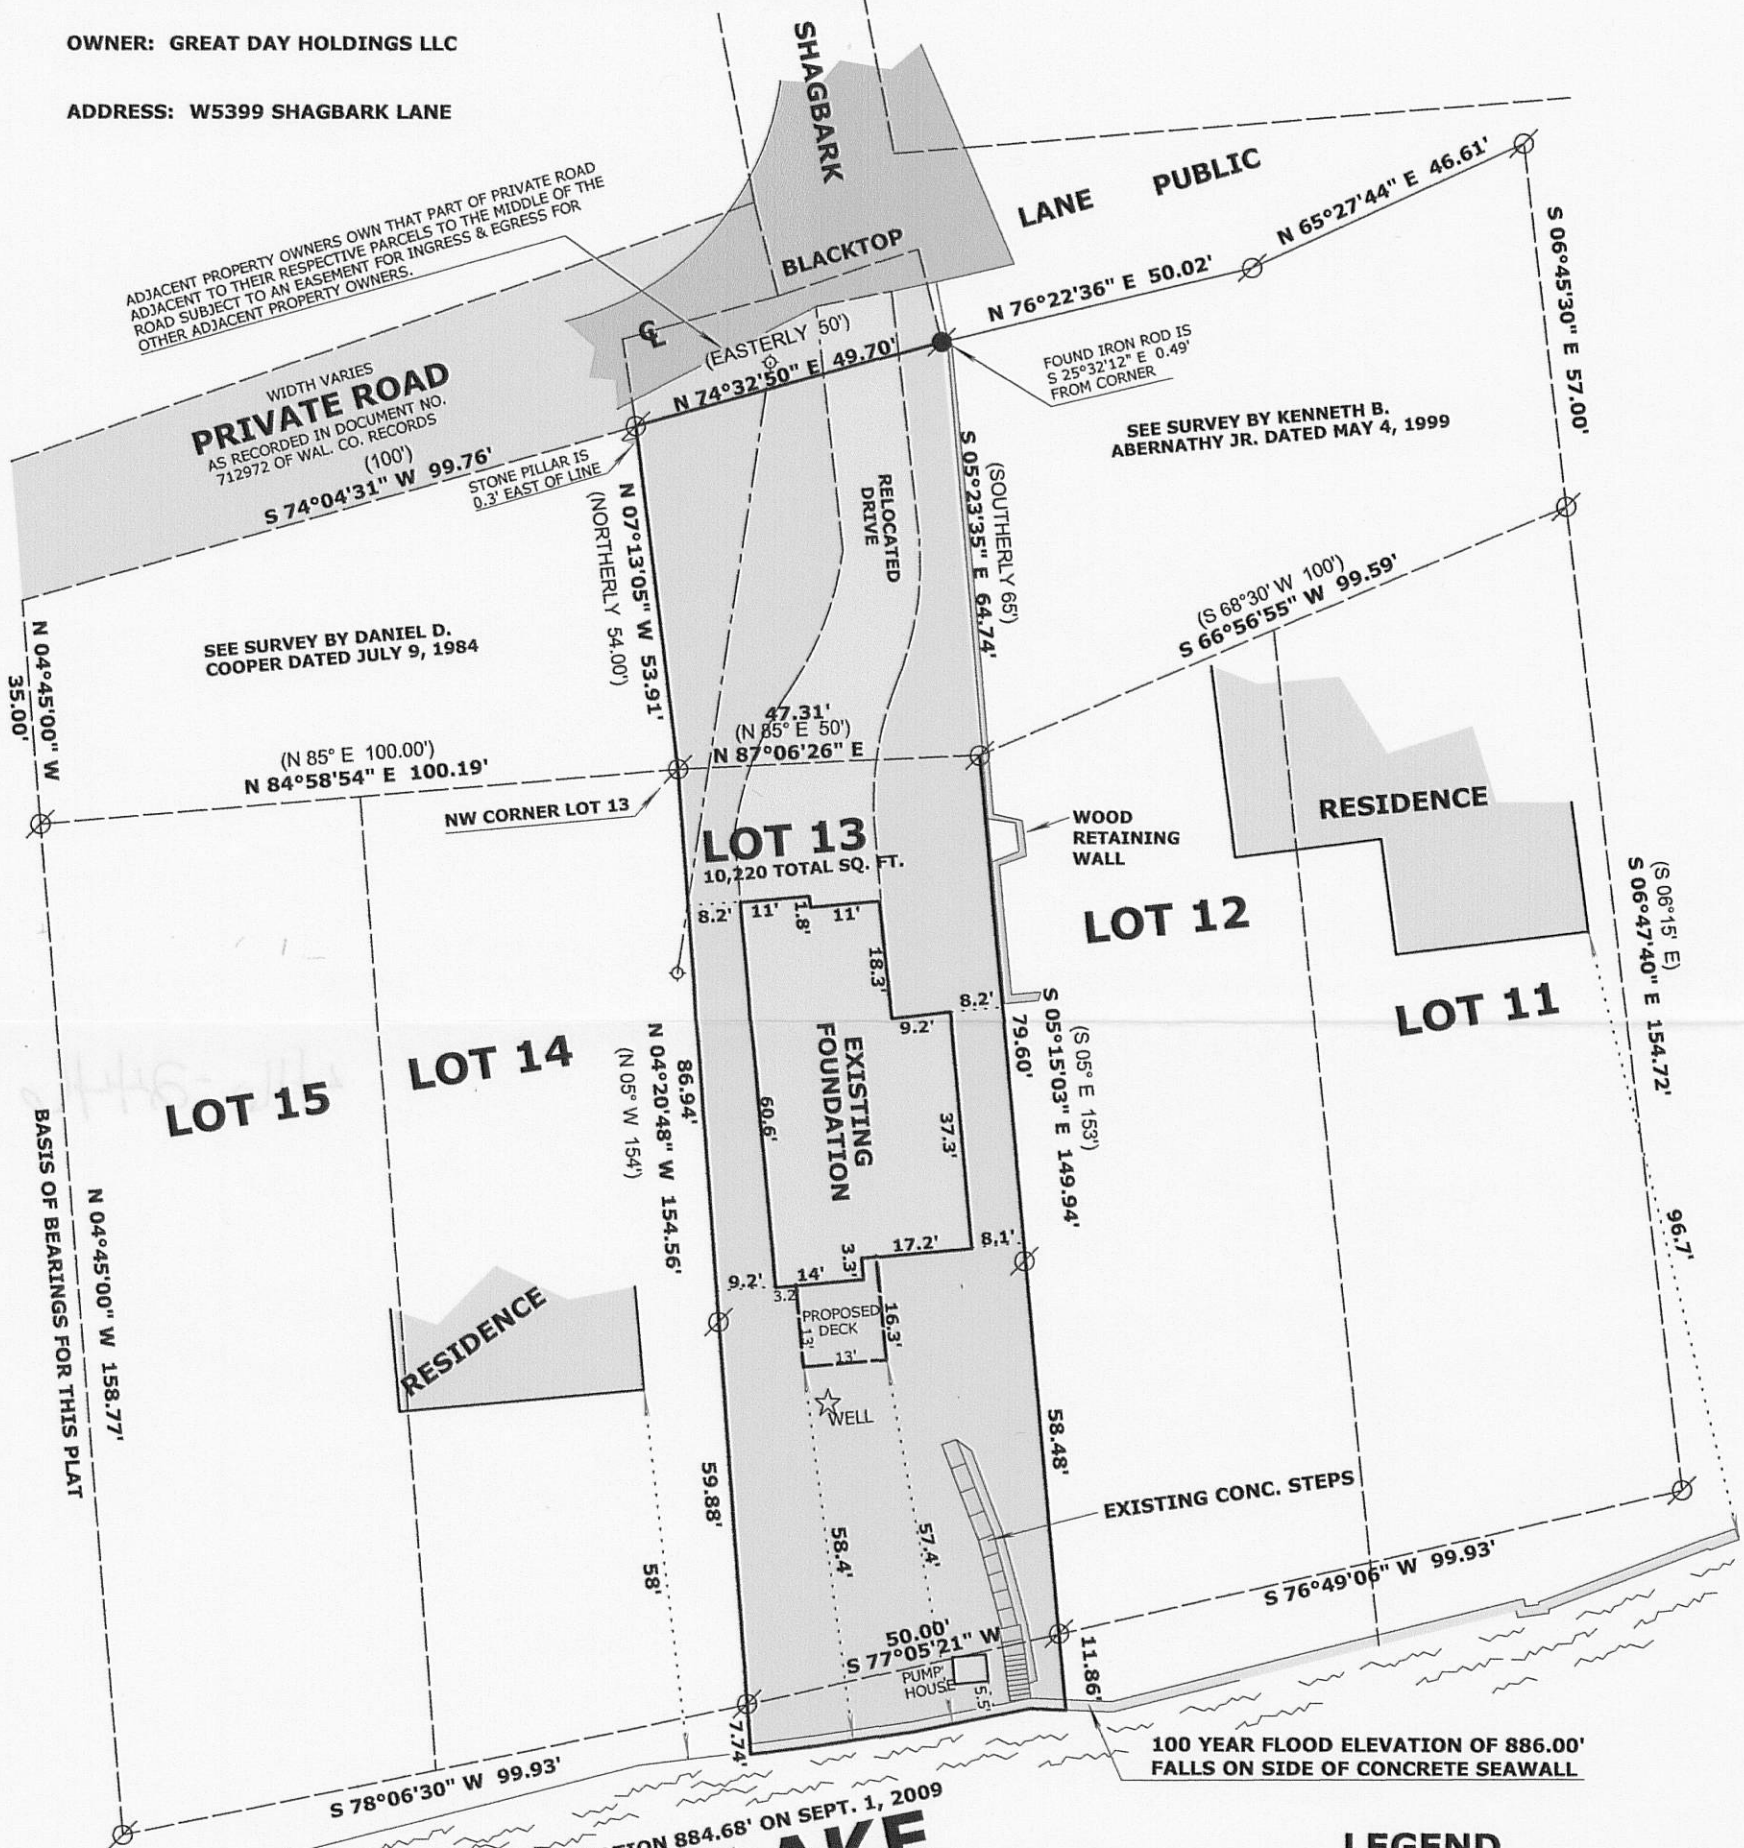 OWNER: GREAT DAY HOLDINGS LLC
ADDRESS: W5399 SHAGBARK LANE
SHAGBARK
LANE PUBLIC
BLACKTOP
ADJACENT PROPERTY OWNERS OWN THAT PART OF PRIVATE ROAD
ADJACENT TO THEIR RESPECTIVE PARCELS TO THE MIDDLE OF THE
ROAD SUBJECT TO AN EASEMENT FOR INGRESS & EGRESS FOR
OTHER ADJACENT PROPERTY OWNERS.
WIDTH VARIES
PRIVATE ROAD
AS RECORDED IN DOCUMENT NO.
712972 OF WAL. CO. RECORDS
(100')
S 74°04'31" W 99.76'
STONE PILLAR IS
0.3' EAST OF LINE
CL
(EASTERLY 50')
N 74°32'50" E 49.70'
N 76°22'36" E 50.02'
N 65°27'44" E 46.61'
S 06°45'30" E 57.00'
FOUND IRON ROD IS
S 25°32'12" E 0.49'
FROM CORNER
SEE SURVEY BY KENNETH B.
ABERNATHY JR. DATED MAY 4, 1999
N 07°13'05" W 53.91'
(NORTHERLY 54.00')
RELOCATED
DRIVE
(SOUTHERLY 65')
S 05°23'35" E 64.74'
(S 68°30' W 100')
S 66°56'55" W 99.59'
SEE SURVEY BY DANIEL D.
COOPER DATED JULY 9, 1984
N 04°45'00" W
35.00'
(N 85° E 100.00')
N 84°58'54" E 100.19'
NW CORNER LOT 13
47.31'
(N 85° E 50')
N 87°06'26" E
LOT 13
10,220 TOTAL SQ. FT.
WOOD
RETAINING
WALL
RESIDENCE
LOT 12
LOT 11
(S 06°15' E)
S 06°47'40" E 154.72'
96.7'
8.2'
11'
1.8'
11'
18.3'
9.2'
8.2'
79.60'
S 05°15'03" E 149.94'
(S 05° E 153')
EXISTING
FOUNDATION
60.6'
37.3'
86.94'
N 04°20'48" W 154.56'
(N 05° W 154')
LOT 14
LOT 15
BASIS OF BEARINGS FOR THIS PLAT
N 04°45'00" W 158.77'
RESIDENCE
9.2'
14'
3.3'
17.2'
8.1'
3.2
PROPOSED
DECK
13'
16.3'
13'
WELL
59.88'
58.48'
58'
58.4'
57.4'
EXISTING CONC. STEPS
S 76°49'06" W 99.93'
50.00'
S 77°05'21" W
PUMP
HOUSE
5.5'
11.86'
7.74'
S 78°06'30" W 99.93'
100 YEAR FLOOD ELEVATION OF 886.00'
FALLS ON SIDE OF CONCRETE SEAWALL
884.68' ON SEPT. 1, 2009
LEGEND